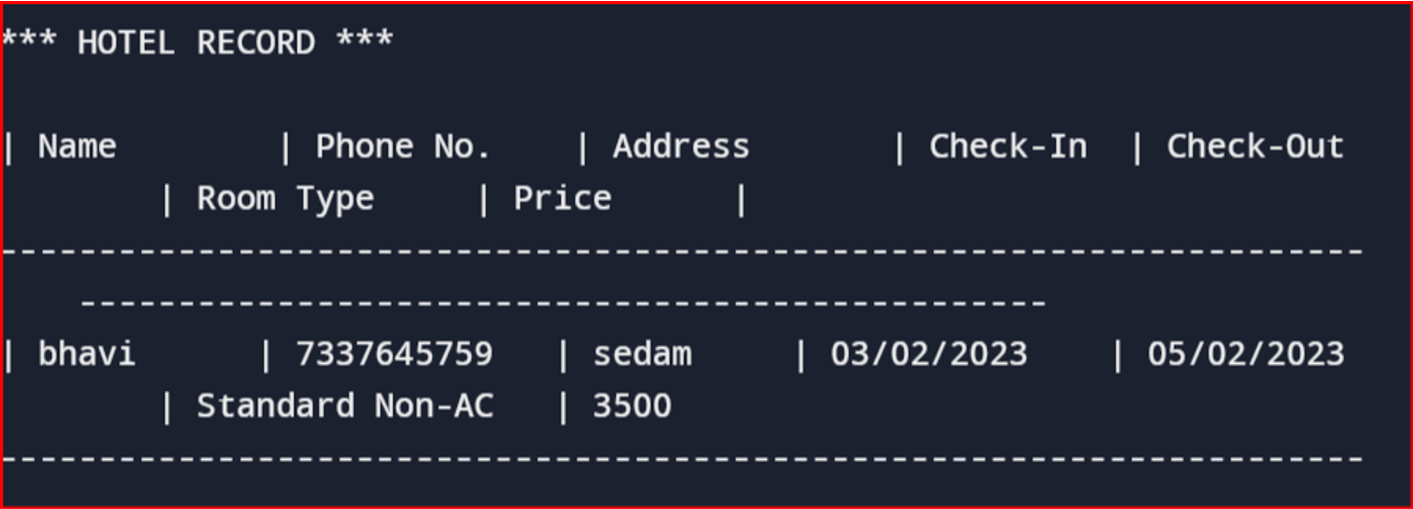 *** HOTEL RECORD ***
| Name | Phone No. | Address | Check-In | Check-Out
| Room Type | Price |
---------------------------------------------------------------------
-------------------------------------------------
| bhavi | 7337645759 | sedam | 03/02/2023 | 05/02/2023
| Standard Non-AC | 3500
---------------------------------------------------------------------